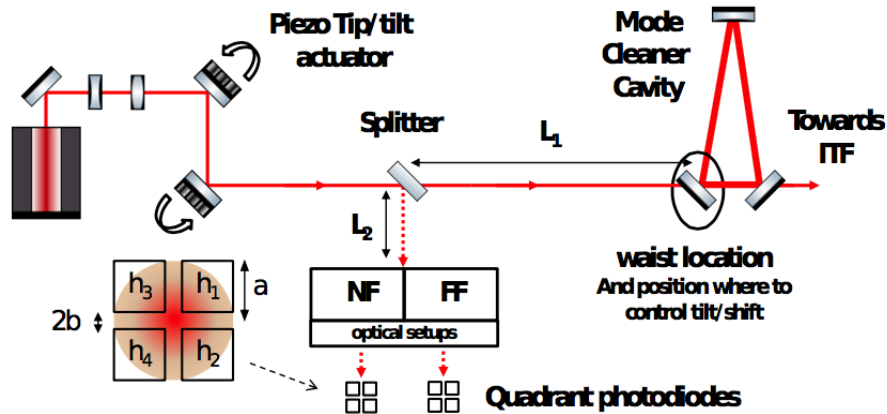 Piezo Tip/tilt
actuator
Mode
Cleaner
Cavity
Splitter
L1
Towards
ITF
L2
waist location
And position where to
control tilt/shift
NF
FF
optical setups
h3
h1
a
2b
h4
h2
Quadrant photodiodes